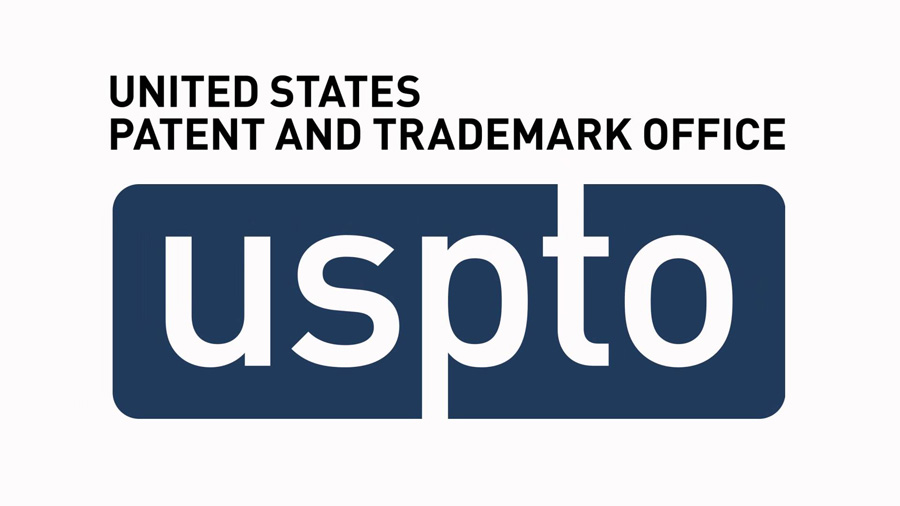 UNITED STATES
PATENT AND TRADEMARK OFFICE
uspto